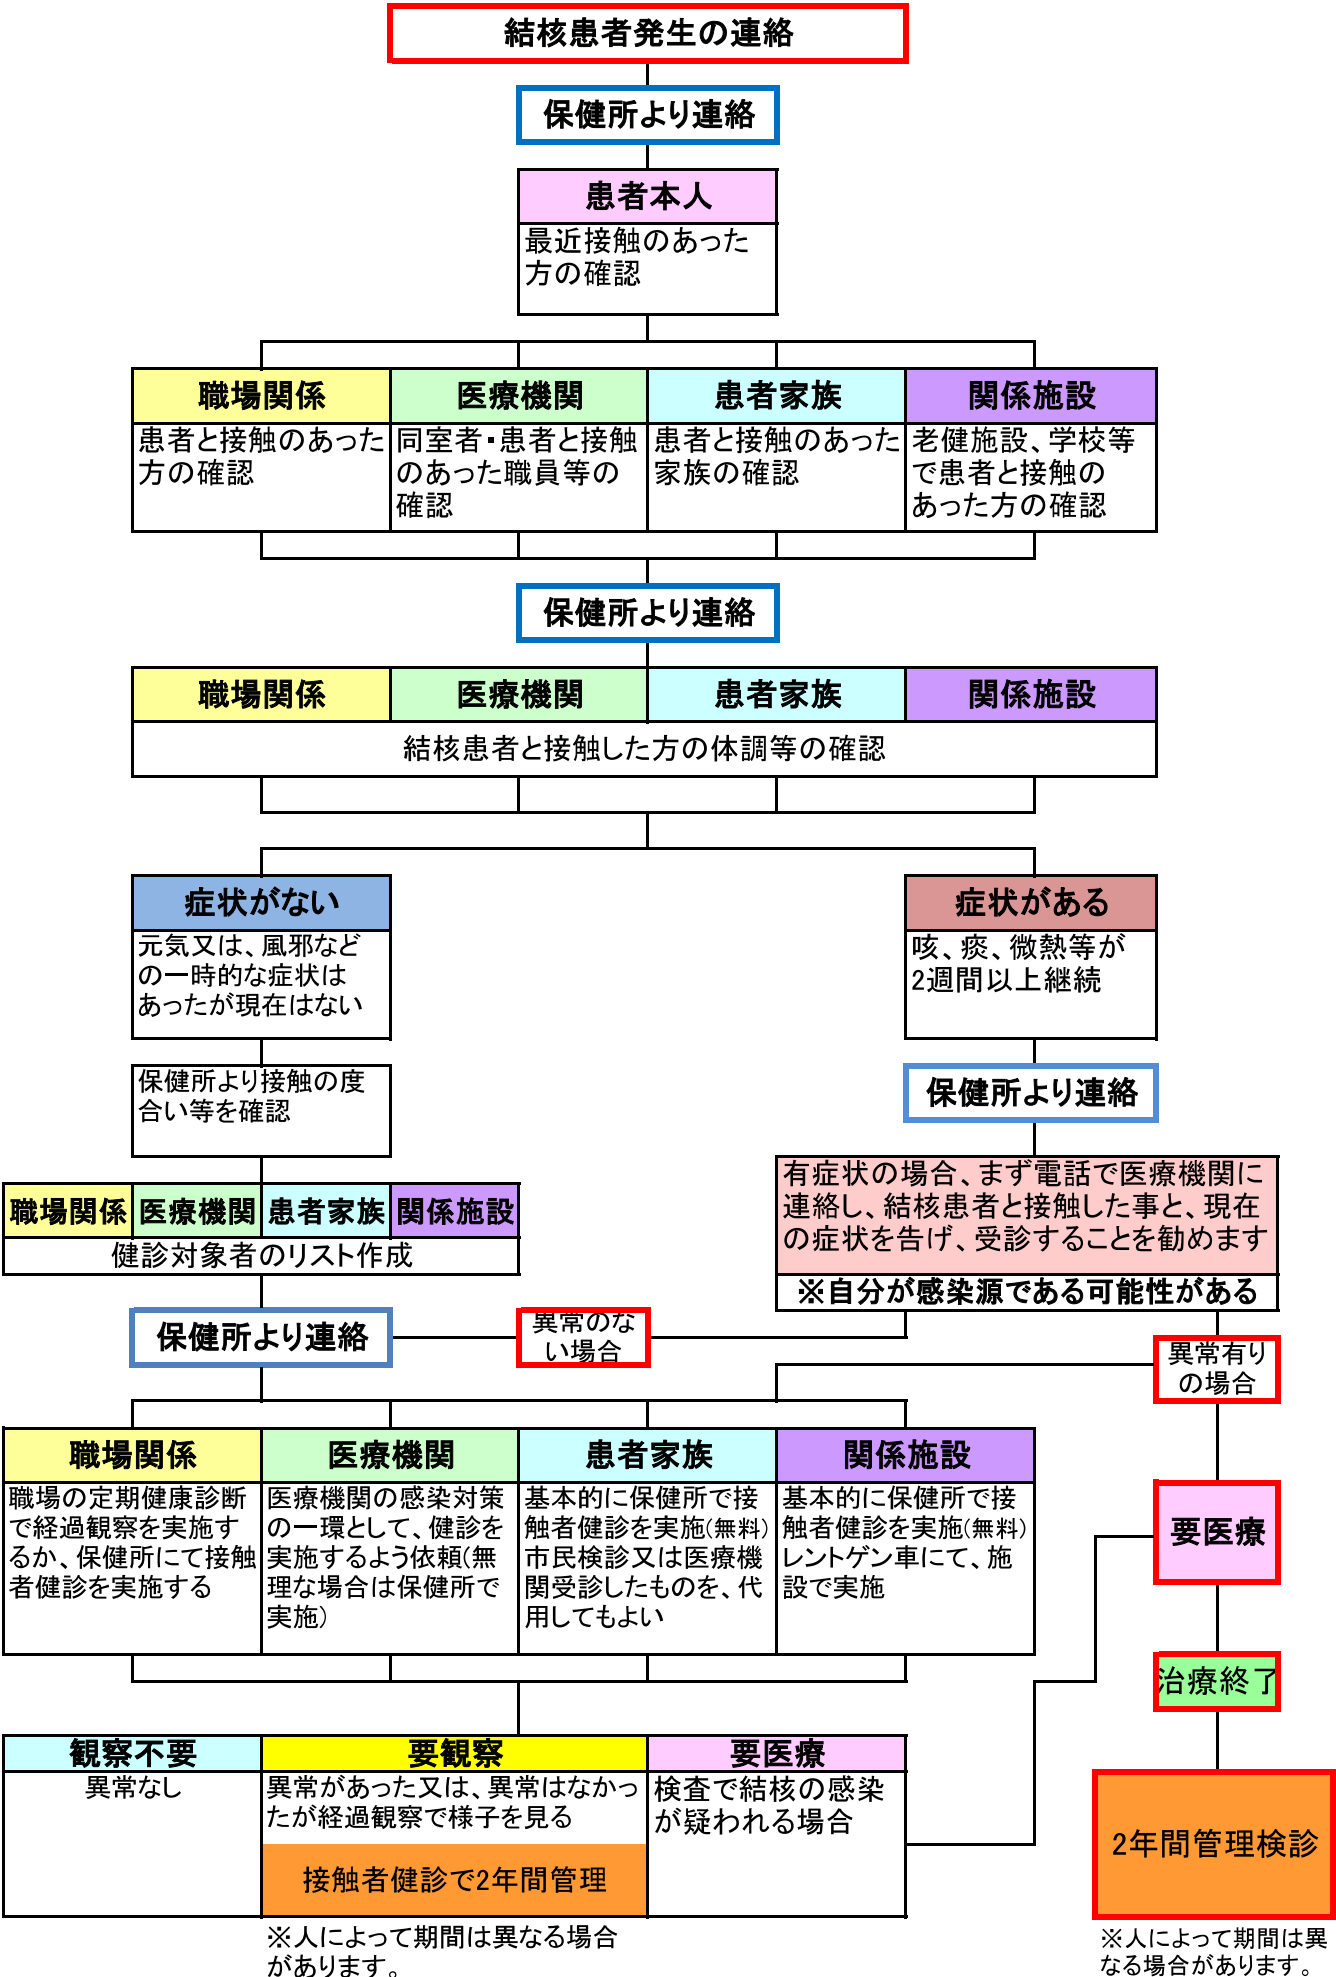 結核患者発生の連絡
保健所より連絡
患者本人
最近接触のあった
方の確認
職場関係
患者と接触のあった
方の確認
医療機関
同室者・患者と接触
のあった職員等の
確認
患者家族
患者と接触のあった
家族の確認
関係施設
老健施設、学校等
で患者と接触の
あった方の確認
保健所より連絡
職場関係
医療機関
患者家族
関係施設
結核患者と接触した方の体調等の確認
症状がない
元気又は、風邪など
の一時的な症状は
あったが現在はない
症状がある
咳、痰、微熱等が
2週間以上継続
保健所より接触の度
合い等を確認
保健所より連絡
職場関係
医療機関
患者家族
関係施設
健診対象者のリスト作成
有症状の場合、まず電話で医療機関に
連絡し、結核患者と接触した事と、現在
の症状を告げ、受診することを勧めます
※自分が感染源である可能性がある
保健所より連絡
異常のな
い場合
異常有り
の場合
職場関係
職場の定期健康診断
で経過観察を実施す
るか、保健所にて接触
者健診を実施する
医療機関
医療機関の感染対策
の一環として、健診を
実施するよう依頼(無
理な場合は保健所で
実施)
患者家族
基本的に保健所で接
触者健診を実施(無料)
市民検診又は医療機
関受診したものを、代
用してもよい
関係施設
基本的に保健所で接
触者健診を実施(無料)
レントゲン車にて、施
設で実施
要医療
治療終了
観察不要
異常なし
要観察
異常があった又は、異常はなかっ
たが経過観察で様子を見る
接触者健診で2年間管理
要医療
検査で結核の感染
が疑われる場合
2年間管理検診
※人によって期間は異なる場合
があります。
※人によって期間は異
なる場合があります。